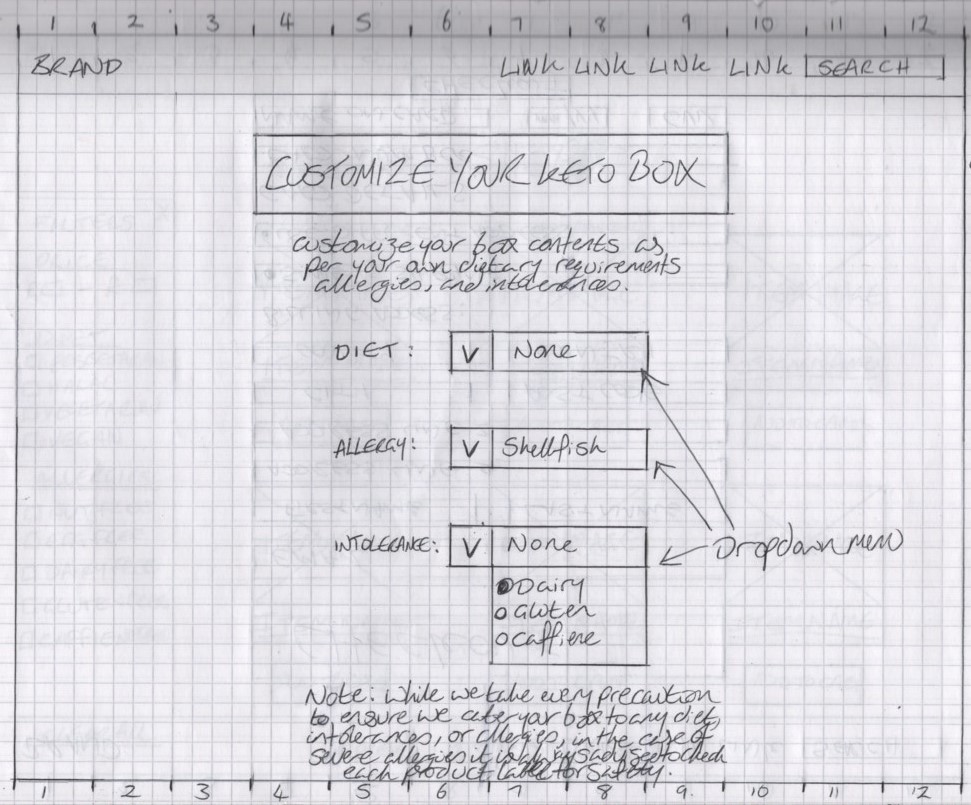 1 2 3 4 5 6 7 8 9 10 11 12
BRAND LINK LINK LINK LINK SEARCH
CUSTOMIZE YOUR KETO BOX
customize your box contents as
per your own dietary requirements
allergies, and intolerances.
DIET: V None
ALLERGY: V Shellfish
INTOLERANCE: V None
Dropdown menu
Dairy
Gluten
Caffiene
Note: while we take every precaution
to ensure we cater your box to any diet,
intolerances, or allergies, in the case of
severe allergies it is to check
each product label for safety.
1 2 3 4 5 6 7 8 9. 10 11 12